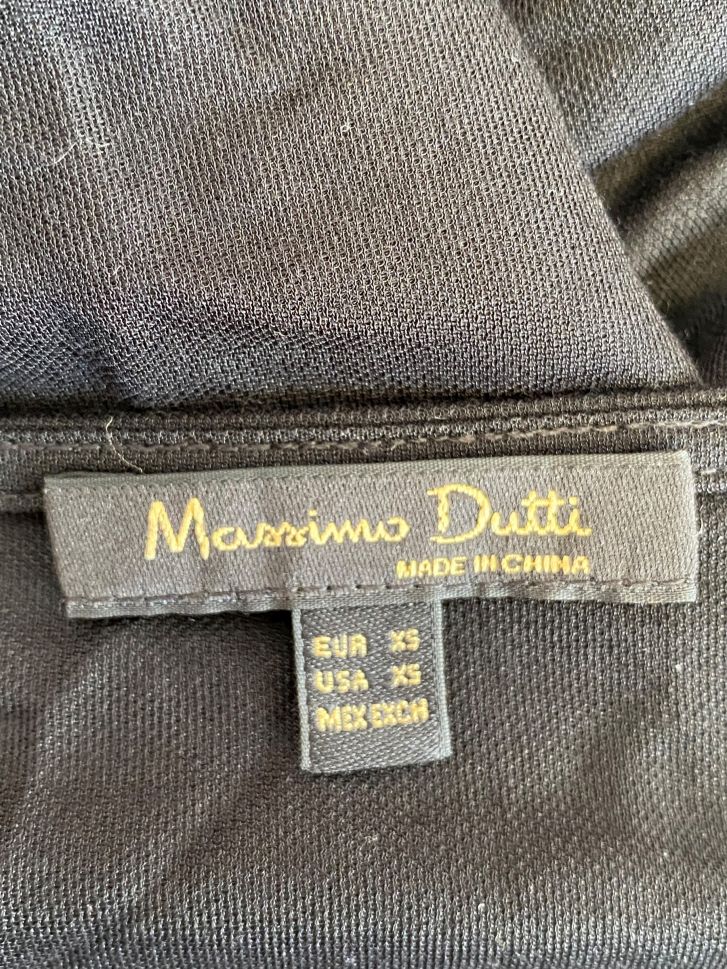 Massimo Dutti
MADE IN CHINA
EUR XS
USA XS
MEX EXCH